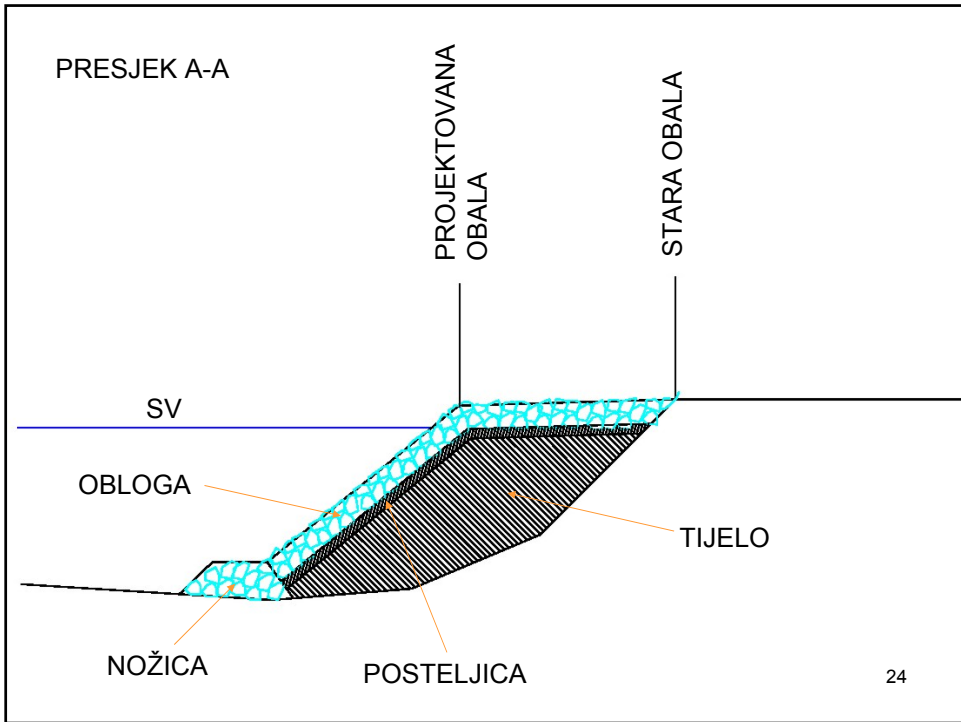 PRESJEK A-A
PROJEKTOVANA
OBALA
STARA OBALA
SV
OBLOGA
TIJELO
NOŽICA
POSTELJICA
24